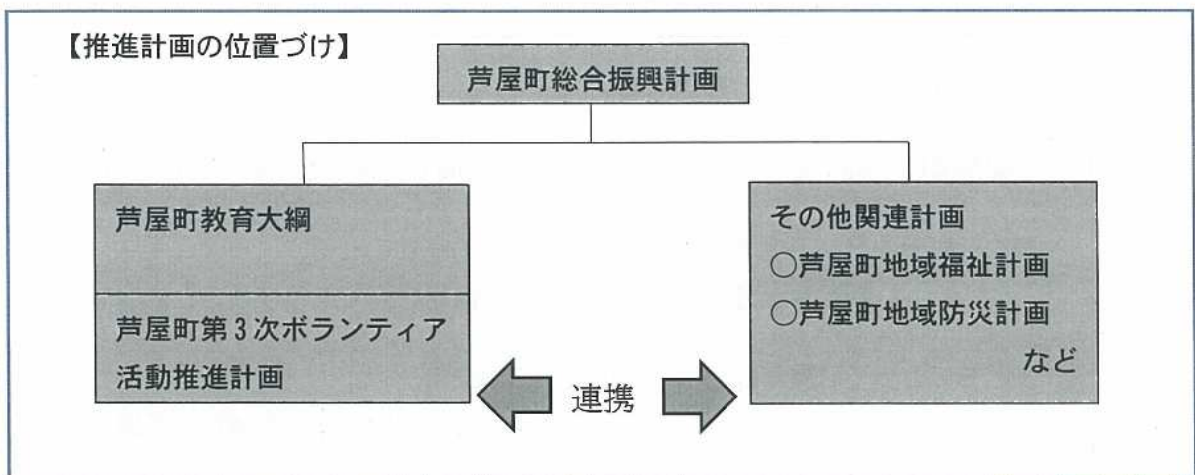 【推進計画の位置づけ】
芦屋町総合振興計画
芦屋町教育大綱
芦屋町第3次ボランティア
活動推進計画
その他関連計画
○芦屋町地域福祉計画
○芦屋町地域防災計画
など
連携